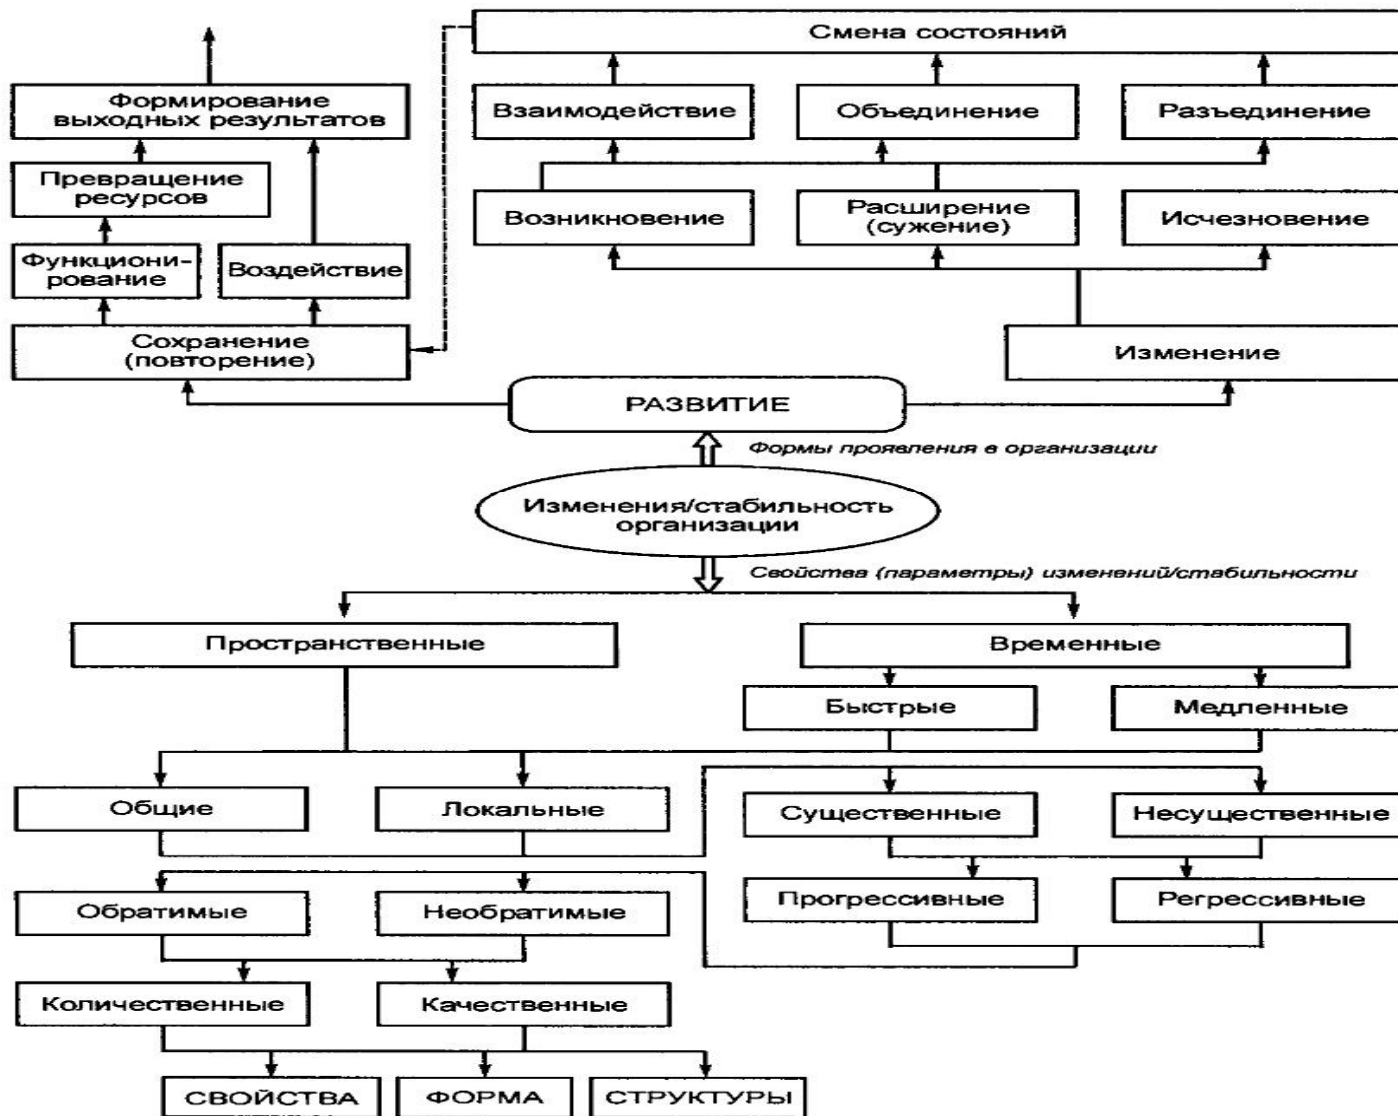 Смена состояний
Формирование
выходных результатов
Взаимодействие
Объединение
Разъединение
Превращение
ресурсов
Возникновение
Расширение
(сужение)
Исчезновение
Функциони-
рование
Воздействие
Сохранение
(повторение)
Изменение
РАЗВИТИЕ
Формы проявления в организации
Изменения/стабильность
организации
Свойства (параметры) изменений/стабильности
Пространственные
Временные
Быстрые
Медленные
Общие
Локальные
Существенные
Несущественные
Обратимые
Необратимые
Прогрессивные
Регрессивные
Количественные
Качественные
СВОЙСТВА
ФОРМА
СТРУКТУРЫ